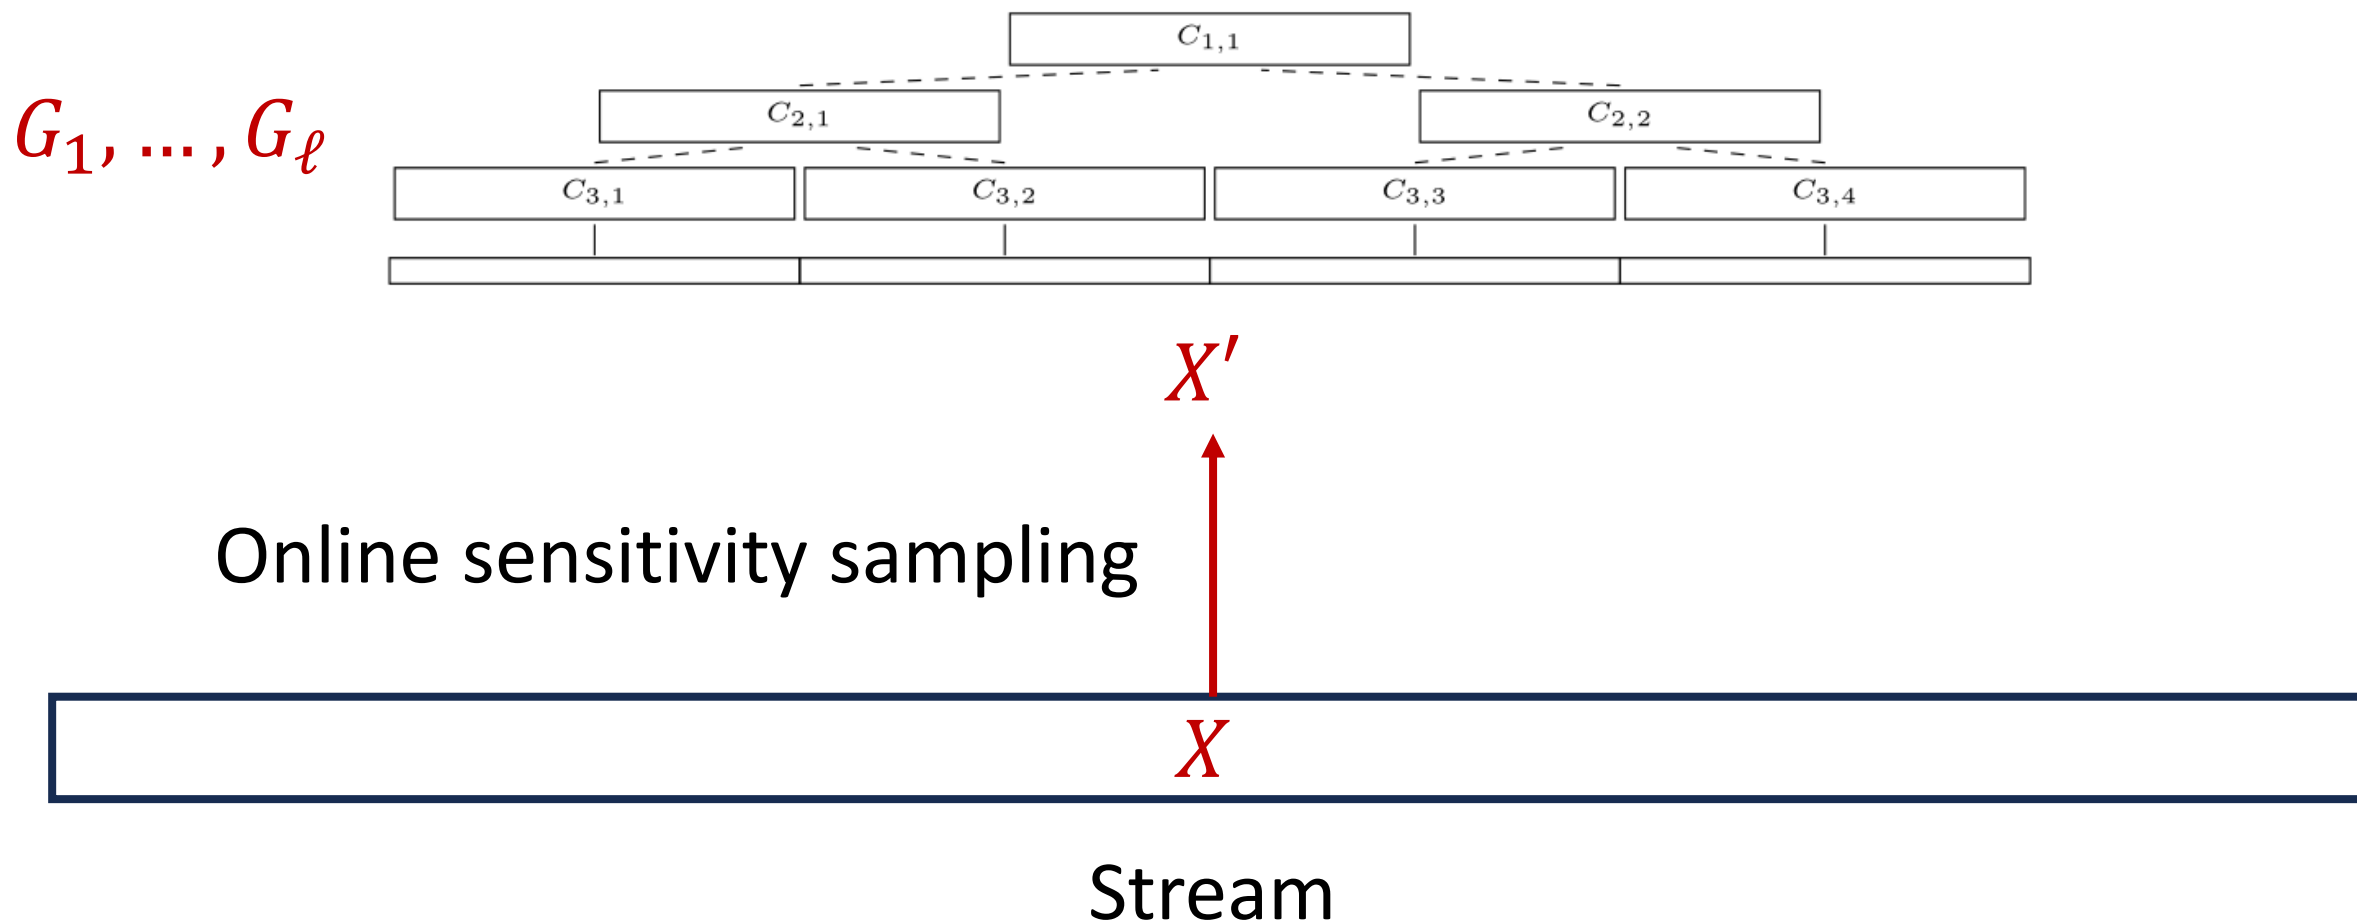 C₁,₁
G₁, … , G_ℓ
C₂,₁ C₂,₂
C₃,₁ C₃,₂ C₃,₃ C₃,₄
X′
Online sensitivity sampling
X
Stream